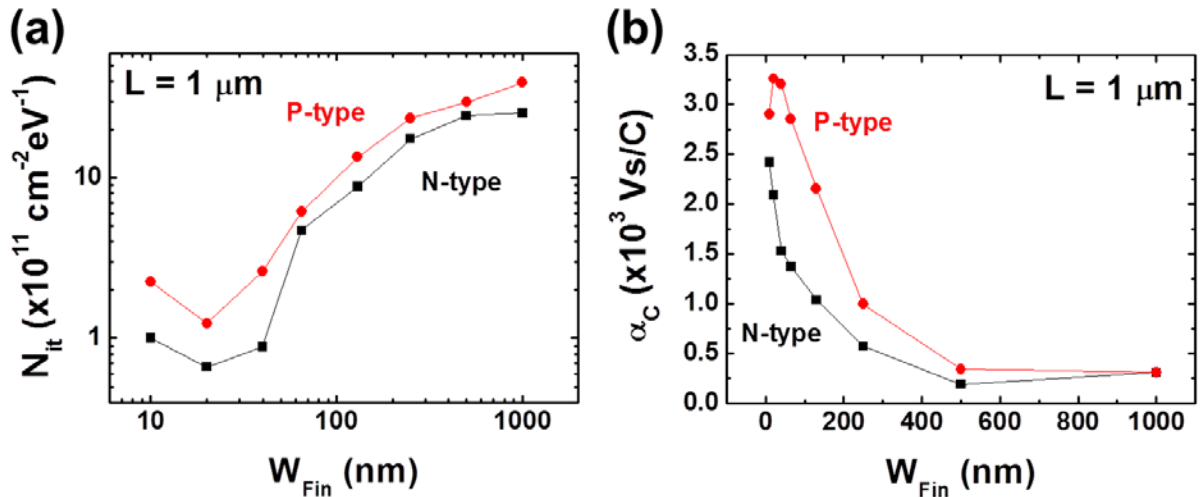 (a)
L = 1 μm
P-type
N-type
10
1
10
100
1000
N_it (x10^11 cm^-2 eV^-1)
W_Fin (nm)
(b)
L = 1 μm
P-type
N-type
3.5
3.0
2.5
2.0
1.5
1.0
0.5
0.0
0
200
400
600
800
1000
α_C (x10^3 Vs/C)
W_Fin (nm)